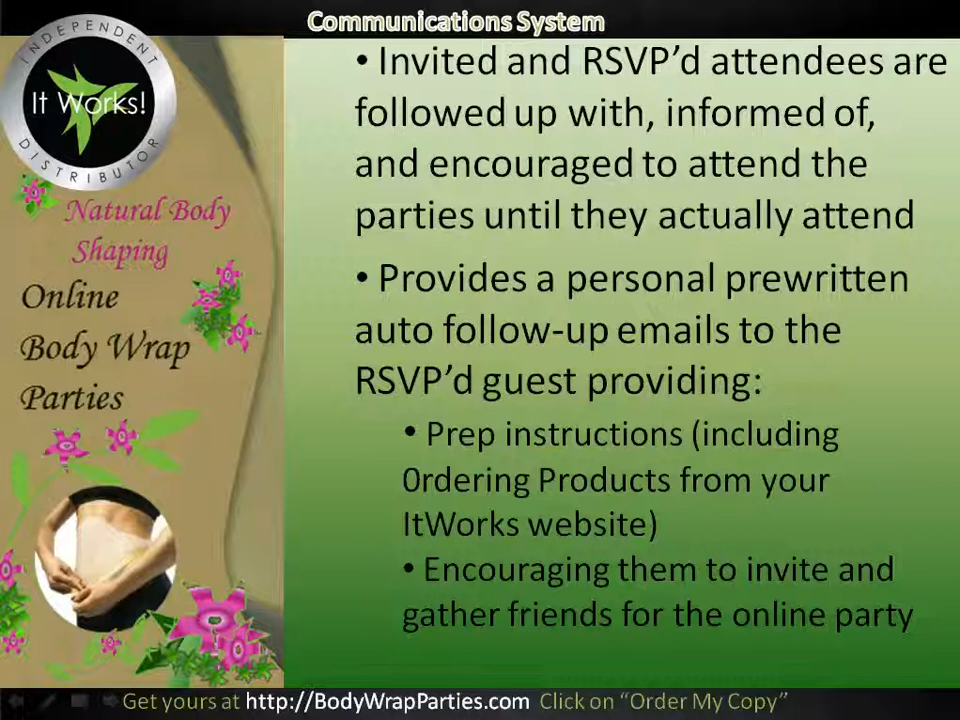 Communications System
INDEPENDENT
It Works!
DISTRIBUTOR
Natural Body
Shaping
Online
Body Wrap
Parties
• Invited and RSVP’d attendees are
followed up with, informed of,
and encouraged to attend the
parties until they actually attend
• Provides a personal prewritten
auto follow-up emails to the
RSVP’d guest providing:
• Prep instructions (including
0rdering Products from your
ItWorks website)
• Encouraging them to invite and
gather friends for the online party
Get yours at http://BodyWrapParties.com Click on “Order My Copy”